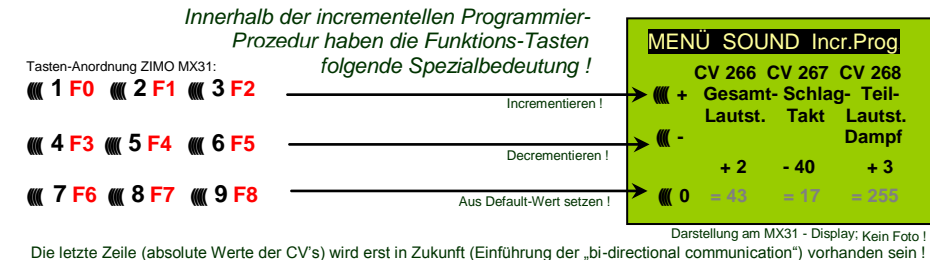 Innerhalb der incrementellen Programmier-
Prozedur haben die Funktions-Tasten
folgende Spezialbedeutung !
Tasten-Anordnung ZIMO MX31:
1 F0 2 F1 3 F2
Incrementieren !
4 F3 5 F4 6 F5
Decrementieren !
7 F6 8 F7 9 F8
Aus Default-Wert setzen !
MENÜ SOUND Incr.Prog
CV 266 CV 267 CV 268
+ Gesamt- Schlag- Teil-
Lautst. Takt Lautst.
- Dampf
+ 2 - 40 + 3
0 = 43 = 17 = 255
Darstellung am MX31 - Display; Kein Foto !
Die letzte Zeile (absolute Werte der CV's) wird erst in Zukunft (Einführung der „bi-directional communication") vorhanden sein !